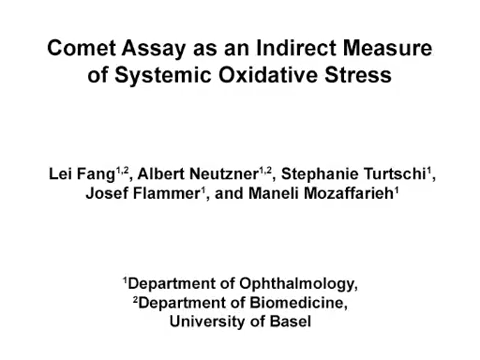 Comet Assay as an Indirect Measure
of Systemic Oxidative Stress
Lei Fang¹,², Albert Neutzner¹,², Stephanie Turtschi¹,
Josef Flammer¹, and Maneli Mozaffarieh¹
¹Department of Ophthalmology,
²Department of Biomedicine,
University of Basel